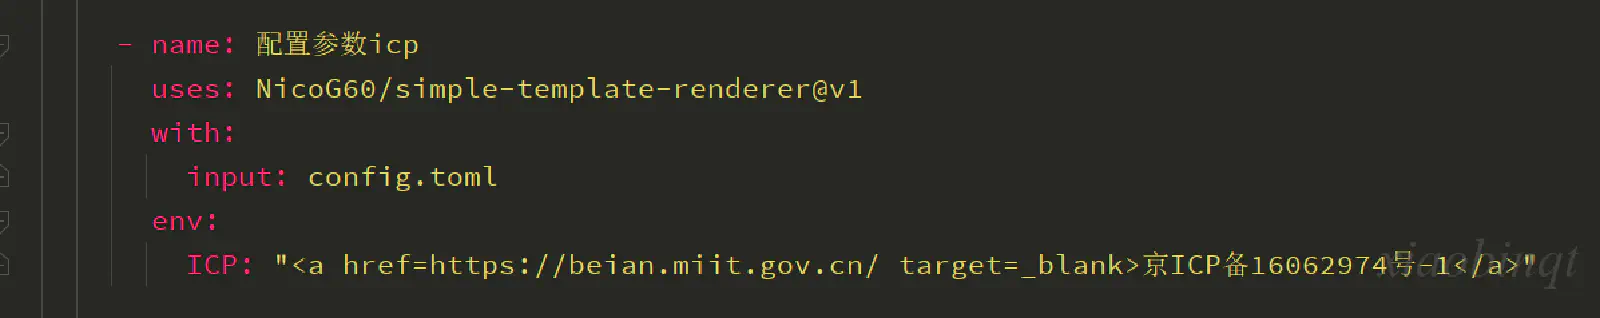 - name: 配置参数icp
uses: NicoG60/simple-template-renderer@v1
with:
input: config.toml
env:
ICP: "<a href=https://beian.miit.gov.cn/ target=_blank>京ICP备16062974号-1</a>"
xiaobinqt